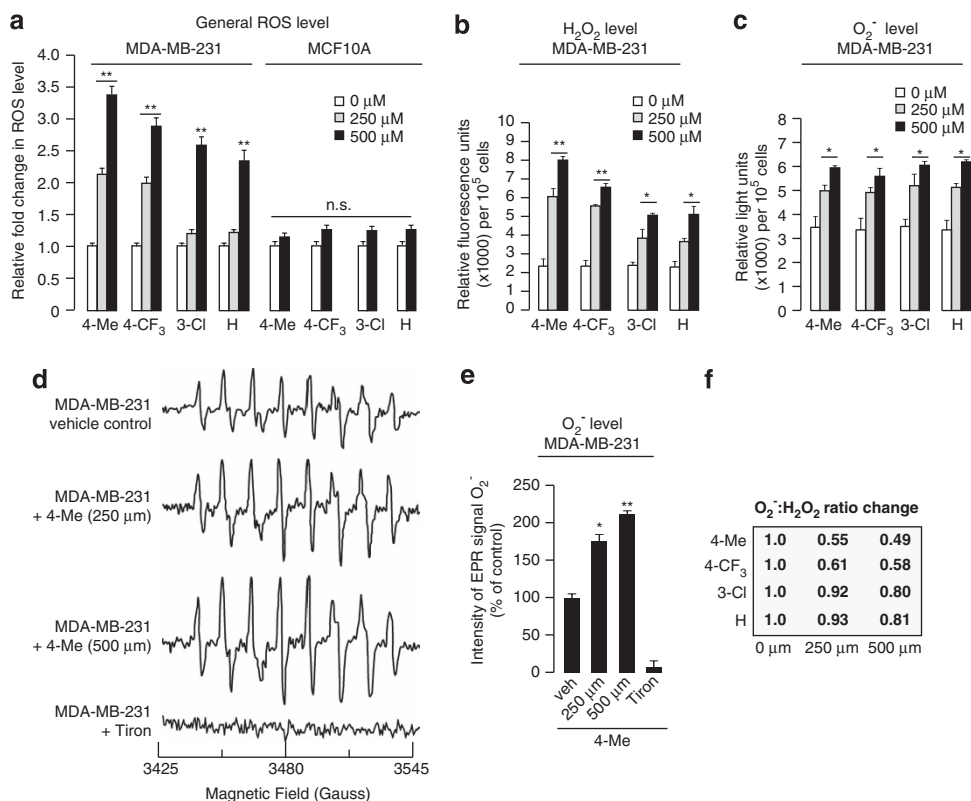 a
General ROS level
MDA-MB-231 MCF10A
Relative fold change in ROS level
4.0
3.5
3.0
2.5
2.0
1.5
1.0
0.5
0
** ** ** **
n.s.
0 μM
250 μM
500 μM
4-Me 4-CF₃ 3-Cl H 4-Me 4-CF₃ 3-Cl H
b
H₂O₂ level
MDA-MB-231
Relative fluorescence units
(x1000) per 10⁵ cells
10
9
8
7
6
5
4
3
2
2
0
0 μM
250 μM
500 μM
** ** * *
4-Me 4-CF₃ 3-Cl H
c
O₂⁻ level
MDA-MB-231
Relative light units
(x1000) per 10⁵ cells
8
7
6
5
4
3
2
1
0
0 μM
250 μM
500 μM
* * * *
4-Me 4-CF₃ 3-Cl H
d
MDA-MB-231
vehicle control
MDA-MB-231
+ 4-Me (250 μm)
MDA-MB-231
+ 4-Me (500 μm)
MDA-MB-231
+ Tiron
3425 3480 3545
Magnetic Field (Gauss)
e
O₂⁻ level
MDA-MB-231
Intensity of EPR signal O₂⁻
(% of control)
250
200
150
100
50
0
* **
veh 250 μm 500 μm Tiron
4-Me
f
O₂⁻:H₂O₂ ratio change
4-Me 1.0 0.55 0.49
4-CF₃ 1.0 0.61 0.58
3-Cl 1.0 0.92 0.80
H 1.0 0.93 0.81
0 μm 250 μm 500 μm